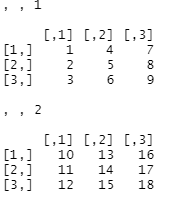 , , 1
     [,1] [,2] [,3]
[1,]    1    4    7
[2,]    2    5    8
[3,]    3    6    9
, , 2
     [,1] [,2] [,3]
[1,]   10   13   16
[2,]   11   14   17
[3,]   12   15   18